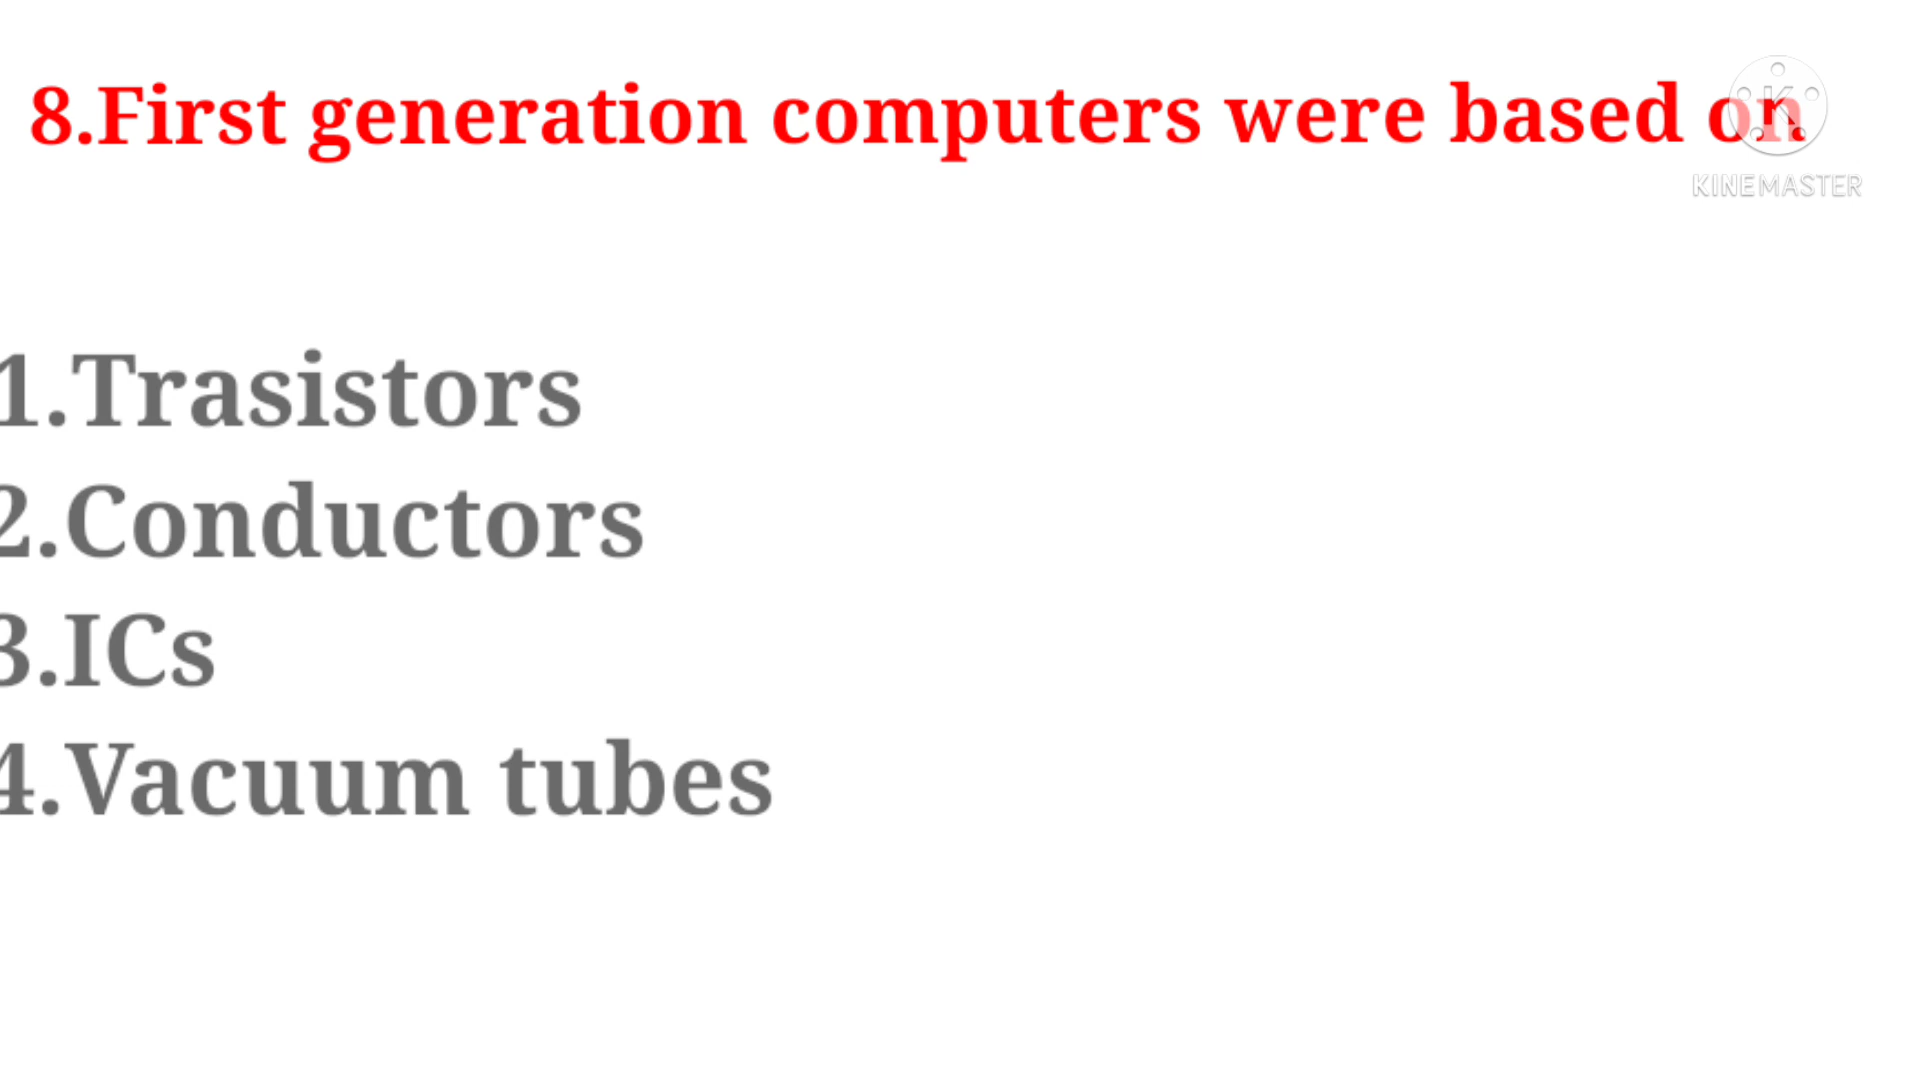 8.First generation computers were based on
KINEMASTER
1.Trasistors
2.Conductors
3.ICs
4.Vacuum tubes